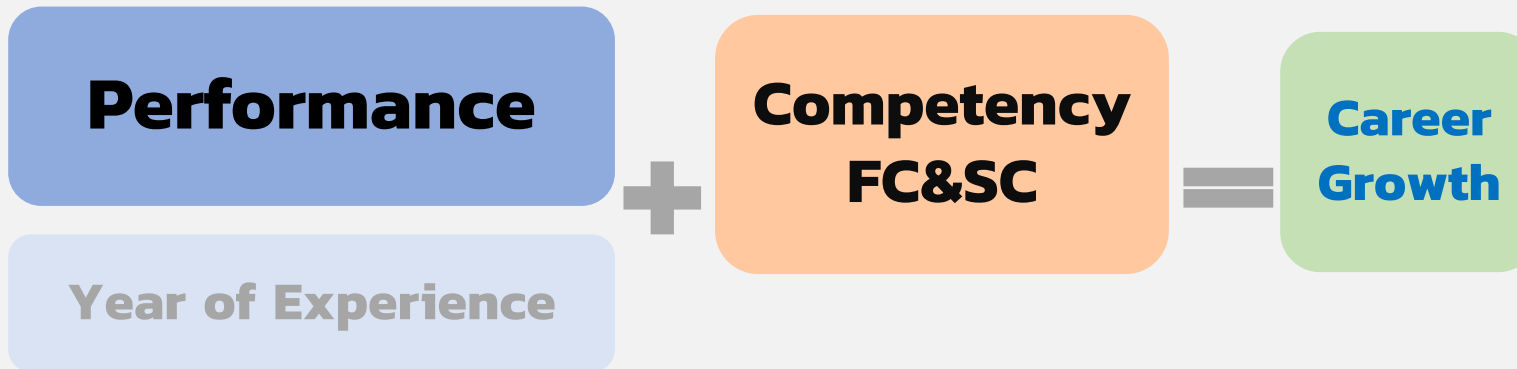 Performance
Year of Experience
Competency
FC&SC
Career
Growth